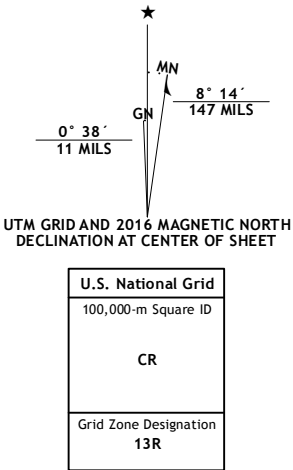 ★
MN
GN
8° 14´
147 MILS
0° 38´
11 MILS
UTM GRID AND 2016 MAGNETIC NORTH
DECLINATION AT CENTER OF SHEET
U.S. National Grid
100,000-m Square ID
CR
Grid Zone Designation
13R